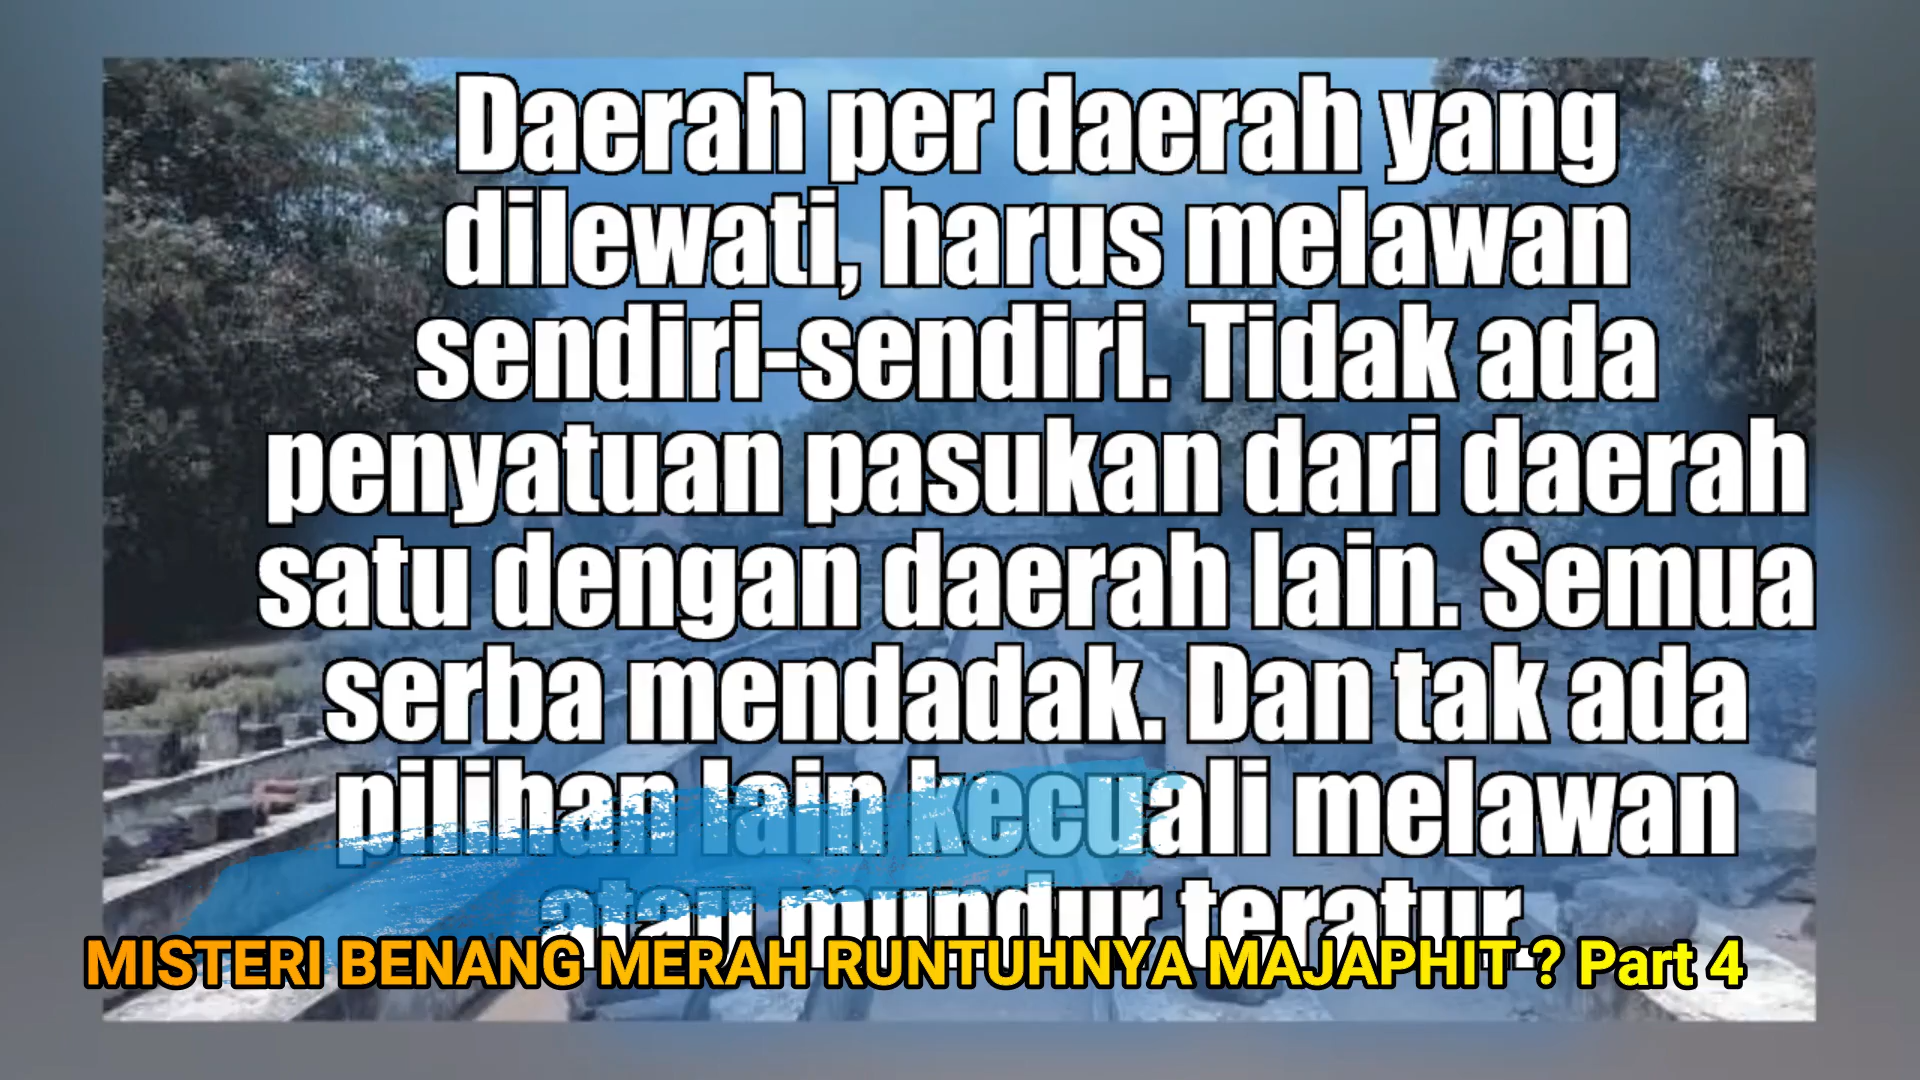 Daerah per daerah yang
dilewati, harus melawan
sendiri-sendiri. Tidak ada
penyatuan pasukan dari daerah
satu dengan daerah lain. Semua
serba mendadak. Dan tak ada
pilihan lain kecuali melawan
atau mundur teratur.
MISTERI BENANG MERAH RUNTUHNYA MAJAPHIT ? Part 4